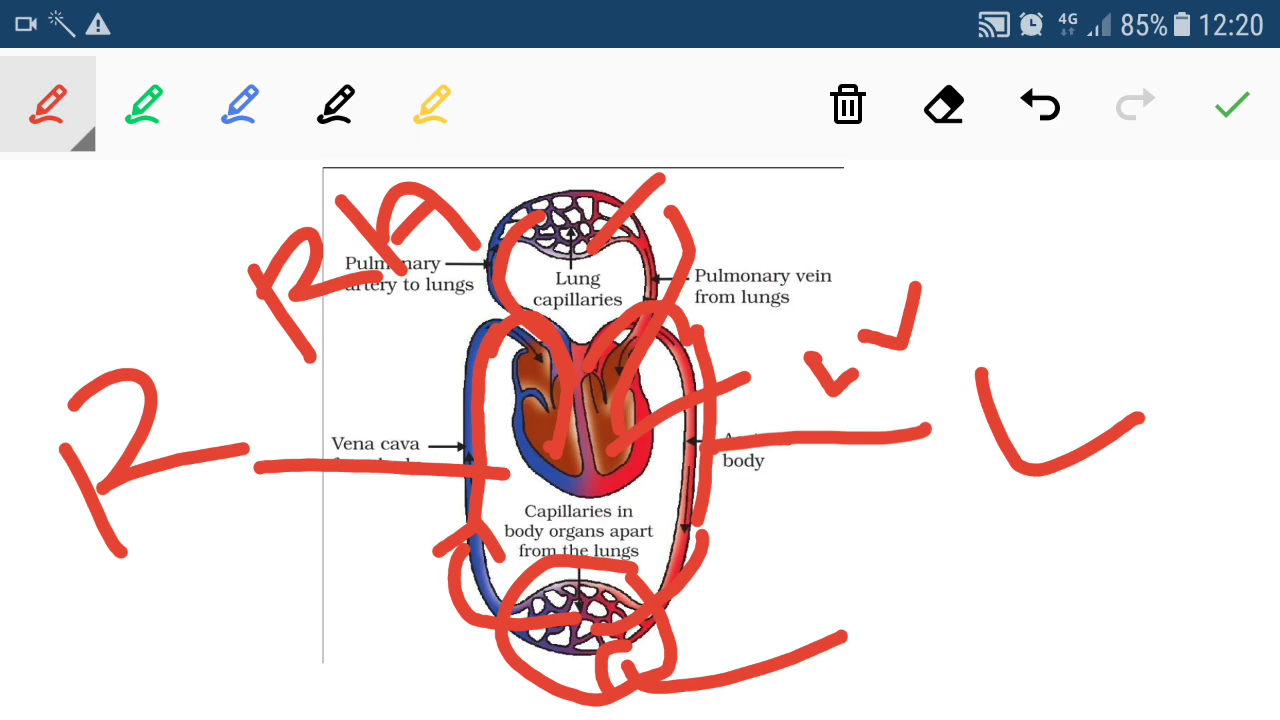 4G 85% 12:20
RA
Pulmonary
artery to lungs
Lung
capillaries
Pulmonary vein
from lungs
R
Vena cava
L
body
Capillaries in
body organs apart
from the lungs